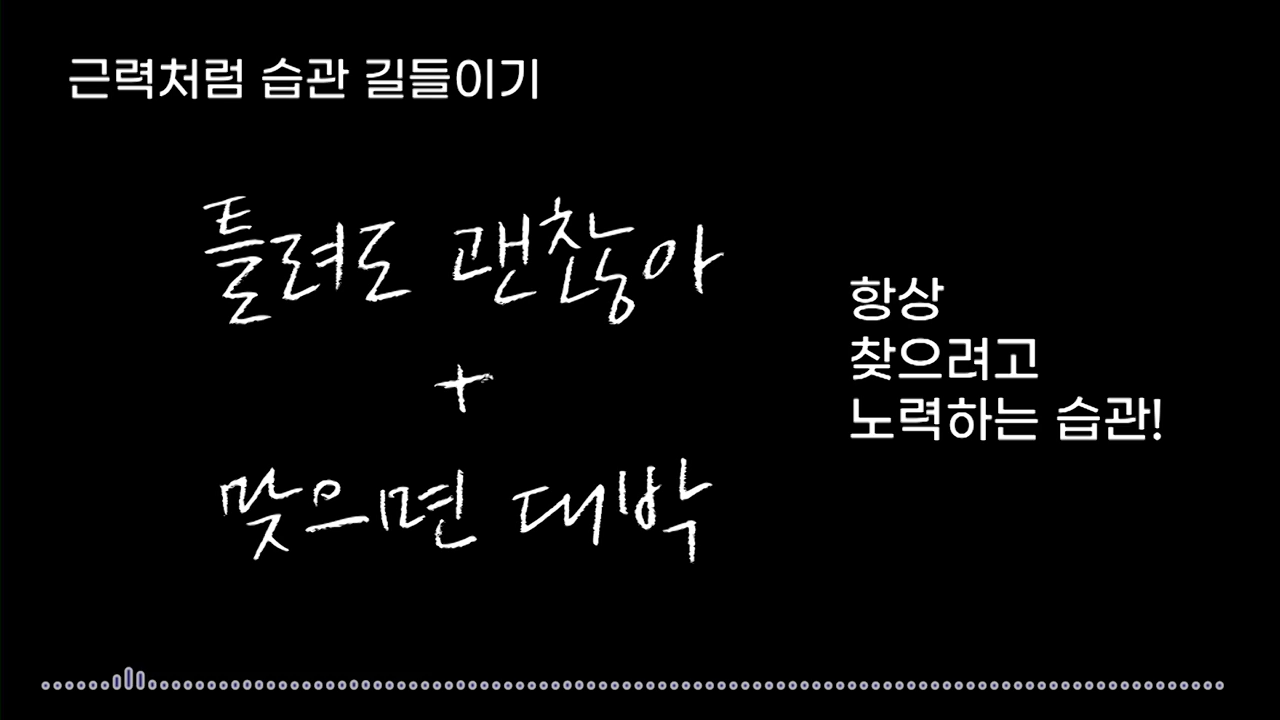 근력처럼 습관 길들이기
틀려도 괜찮아
+
맞으면 대박
항상
찾으려고
노력하는 습관!